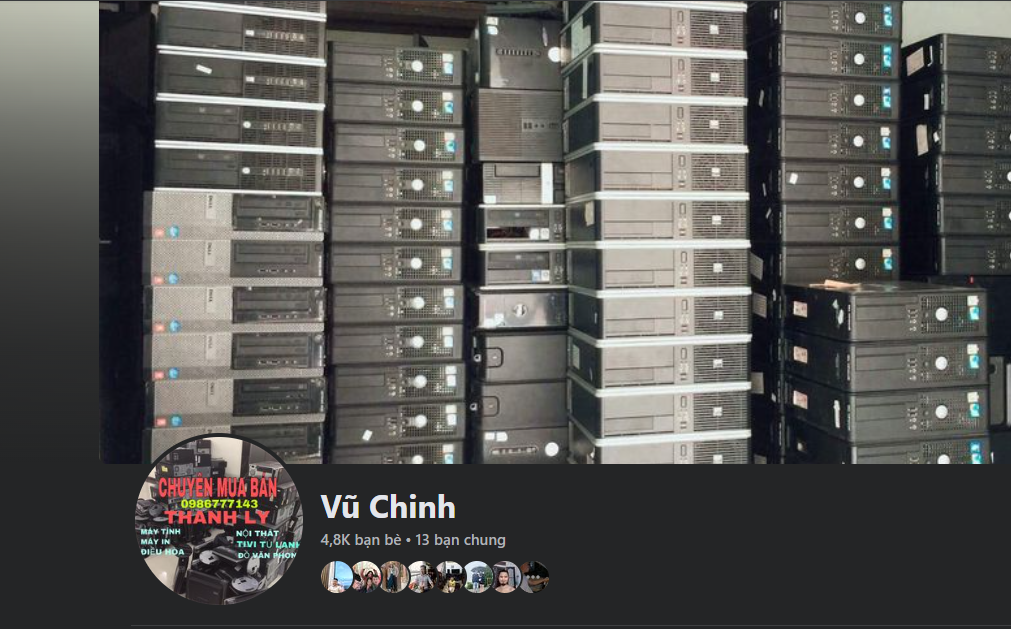 CHUYÊN MUA BÁN
0986777143
THANH LÝ
MÁY TÍNH
MÁY IN
ĐIỀU HÒA
NỘI THẤT
TIVI TỦ LẠNH
ĐỒ VĂN PHÒN
Vũ Chinh
4,8K bạn bè • 13 bạn chung